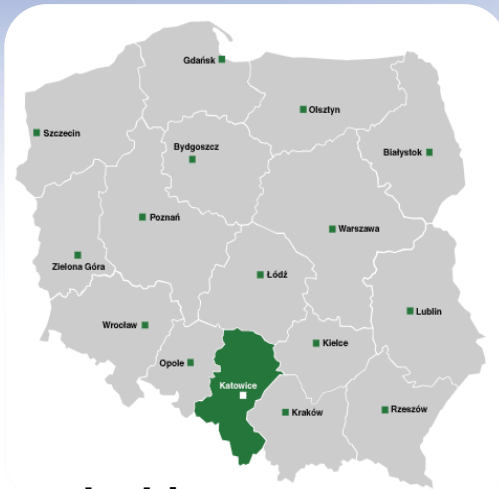 Gdańsk
Olsztyn
Szczecin
Bydgoszcz
Białystok
Poznań
Warszawa
Zielona Góra
Łódź
Lublin
Wrocław
Kielce
Opole
Katowice
Kraków
Rzeszów